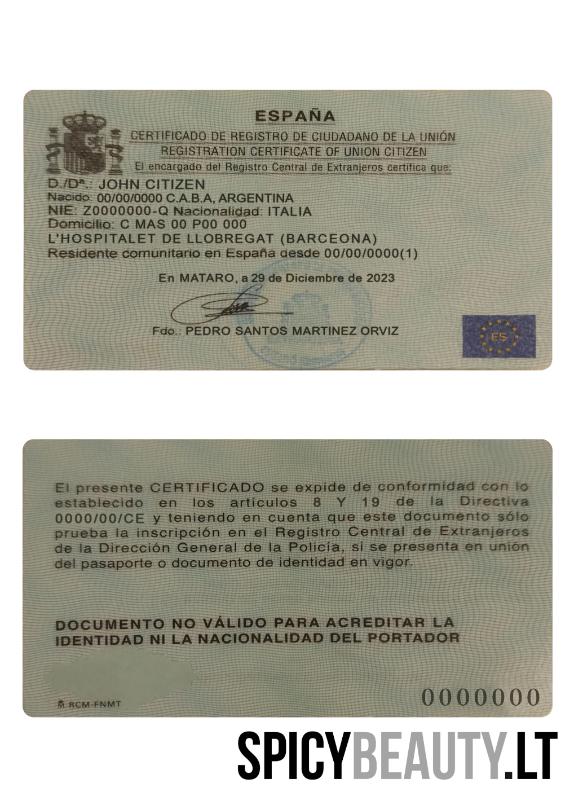 ESPAÑA
CERTIFICADO DE REGISTRO DE CIUDADANO DE LA UNIÓN
REGISTRATION CERTIFICATE OF UNION CITIZEN
El encargado del Registro Central de Extranjeros certifica que:
D./Dª.: JOHN CITIZEN
Nacido: 00/00/0000 C.A.B.A, ARGENTINA
NIE: Z0000000-Q Nacionalidad: ITALIA
Domicilio: C MAS 00 P00 000
L'HOSPITALET DE LLOBREGAT (BARCEONA)
Residente comunitario en España desde 00/00/0000(1)
En MATARO, a 29 de Diciembre de 2023
Fdo.: PEDRO SANTOS MARTINEZ ORVIZ
ES
El presente CERTIFICADO se expide de conformidad con lo
establecido en los artículos 8 Y 19 de la Directiva
0000/00/CE y teniendo en cuenta que este documento sólo
prueba la inscripción en el Registro Central de Extranjeros
de la Dirección General de la Policía, si se presenta en unión
del pasaporte o documento de identidad en vigor.
DOCUMENTO NO VÁLIDO PARA ACREDITAR LA
IDENTIDAD NI LA NACIONALIDAD DEL PORTADOR
RCM-FNMT
0000000
SPICYBEAUTY.LT